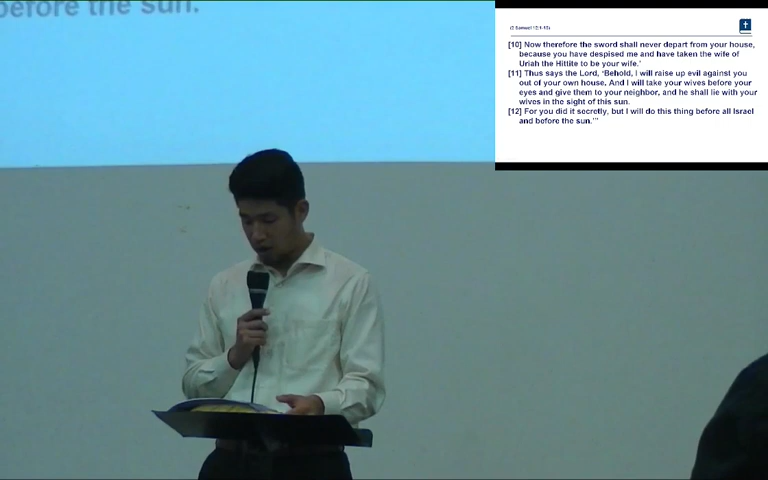 before the sun.
(2 Samuel 12:1-15)
[10] Now therefore the sword shall never depart from your house,
because you have despised me and have taken the wife of
Uriah the Hittite to be your wife.'
[11] Thus says the Lord, 'Behold, I will raise up evil against you
out of your own house. And I will take your wives before your
eyes and give them to your neighbor, and he shall lie with your
wives in the sight of this sun.
[12] For you did it secretly, but I will do this thing before all Israel
and before the sun.'"